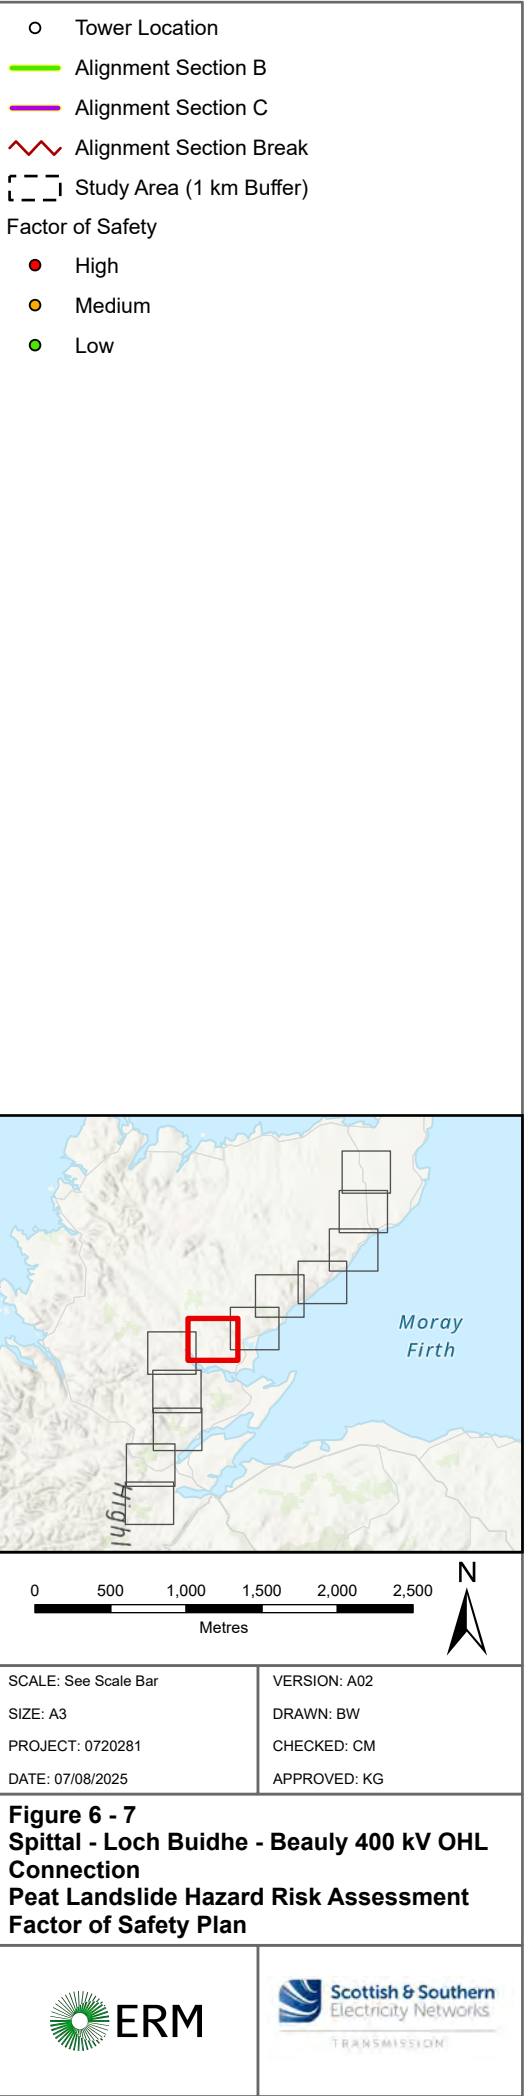 Tower Location
Alignment Section B
Alignment Section C
Alignment Section Break
Study Area (1 km Buffer)
Factor of Safety
High
Medium
Low
Moray
Firth
Highl
0 500 1,000 1,500 2,000 2,500
Metres
N
SCALE: See Scale Bar
SIZE: A3
PROJECT: 0720281
DATE: 07/08/2025
VERSION: A02
DRAWN: BW
CHECKED: CM
APPROVED: KG
Figure 6 - 7
Spittal - Loch Buidhe - Beauly 400 kV OHL
Connection
Peat Landslide Hazard Risk Assessment
Factor of Safety Plan
ERM
Scottish & Southern
Electricity Networks
TRANSMISSION